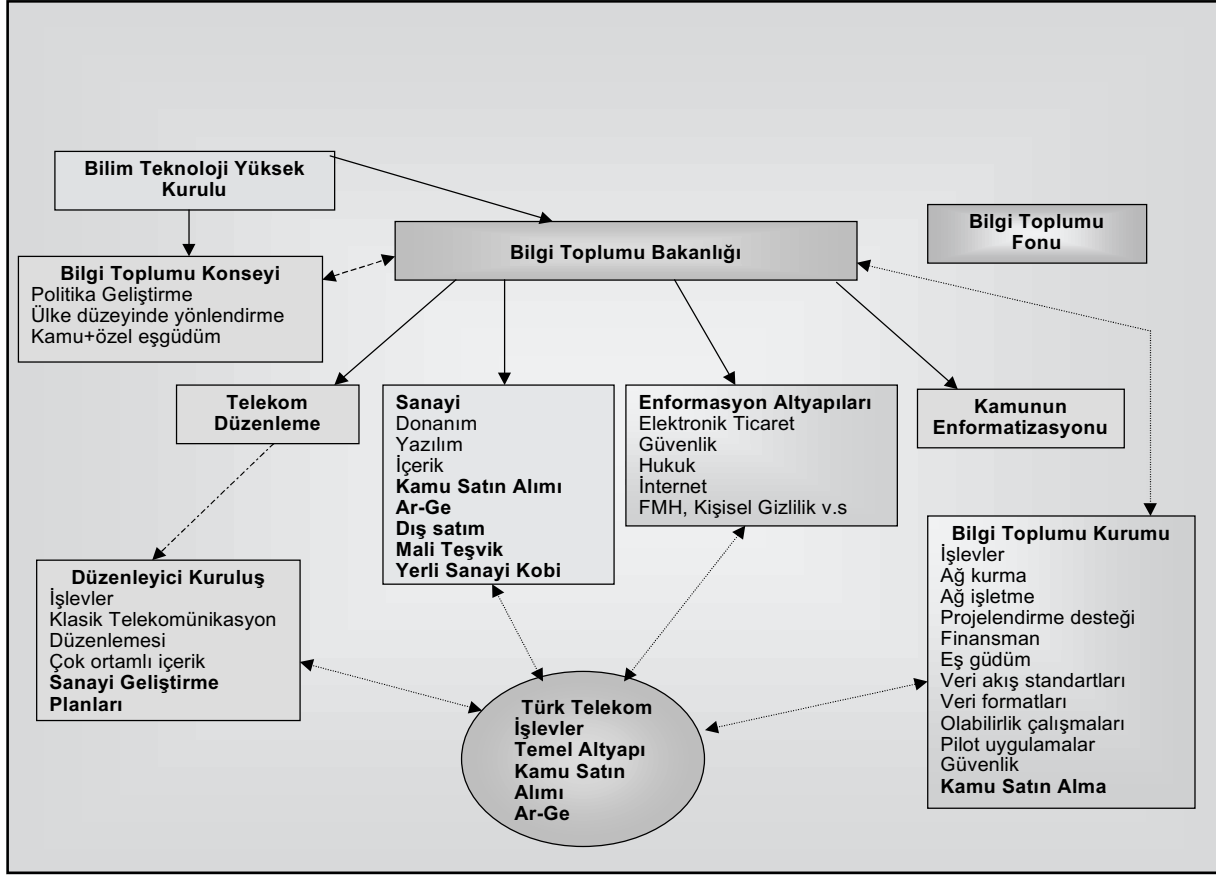 Bilim Teknoloji Yüksek
Kurulu
Bilgi Toplumu
Fonu
Bilgi Toplumu Bakanlığı
Bilgi Toplumu Konseyi
Politika Geliştirme
Ülke düzeyinde yönlendirme
Kamu+özel eşgüdüm
Telekom
Düzenleme
Sanayi
Donanım
Yazılım
İçerik
Kamu Satın Alımı
Ar-Ge
Dış satım
Mali Teşvik
Yerli Sanayi Kobi
Enformasyon Altyapıları
Elektronik Ticaret
Güvenlik
Hukuk
İnternet
FMH, Kişisel Gizlilik v.s
Kamunun
Enformatizasyonu
Düzenleyici Kuruluş
İşlevler
Klasik Telekomünikasyon
Düzenlemesi
Çok ortamlı içerik
Sanayi Geliştirme
Planları
Türk Telekom
İşlevler
Temel Altyapı
Kamu Satın
Alımı
Ar-Ge
Bilgi Toplumu Kurumu
İşlevler
Ağ kurma
Ağ işletme
Projelendirme desteği
Finansman
Eş güdüm
Veri akış standartları
Veri formatları
Olabilirlik çalışmaları
Pilot uygulamalar
Güvenlik
Kamu Satın Alma